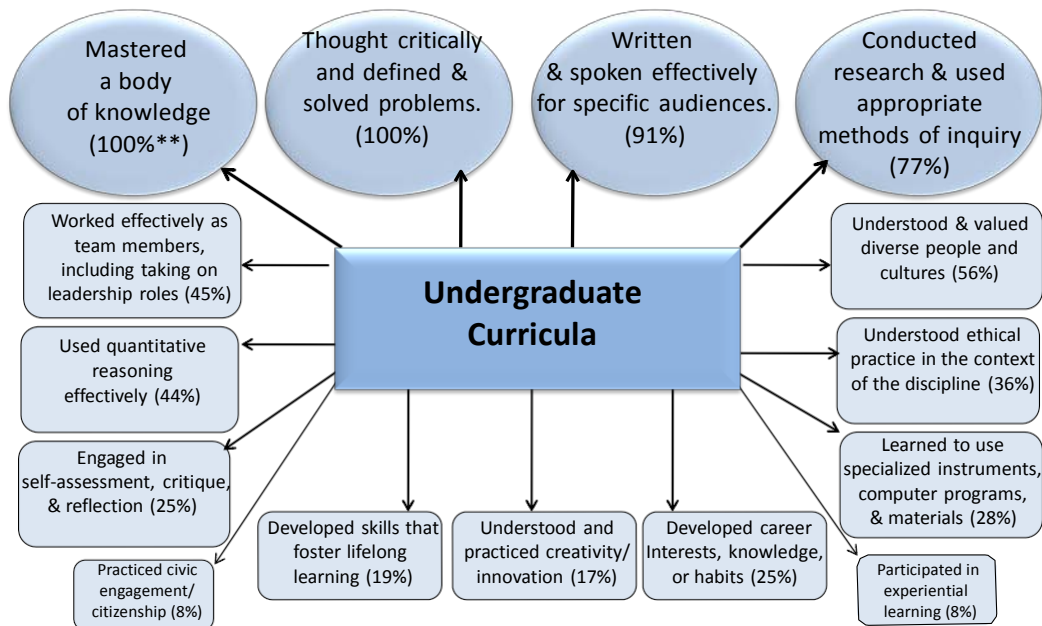 Mastered
a body
of knowledge
(100%**)
Thought critically
and defined &
solved problems.
(100%)
Written
& spoken effectively
for specific audiences.
(91%)
Conducted
research & used
appropriate
methods of inquiry
(77%)
Worked effectively as
team members,
including taking on
leadership roles (45%)
Undergraduate
Curricula
Understood & valued
diverse people and
cultures (56%)
Used quantitative
reasoning
effectively (44%)
Understood ethical
practice in the context
of the discipline (36%)
Engaged in
self-assessment, critique,
& reflection (25%)
Learned to use
specialized instruments,
computer programs,
& materials (28%)
Developed skills that
foster lifelong
learning (19%)
Understood and
practiced creativity/
innovation (17%)
Developed career
Interests, knowledge,
or habits (25%)
Practiced civic
engagement/
citizenship (8%)
Participated in
experiential
learning (8%)